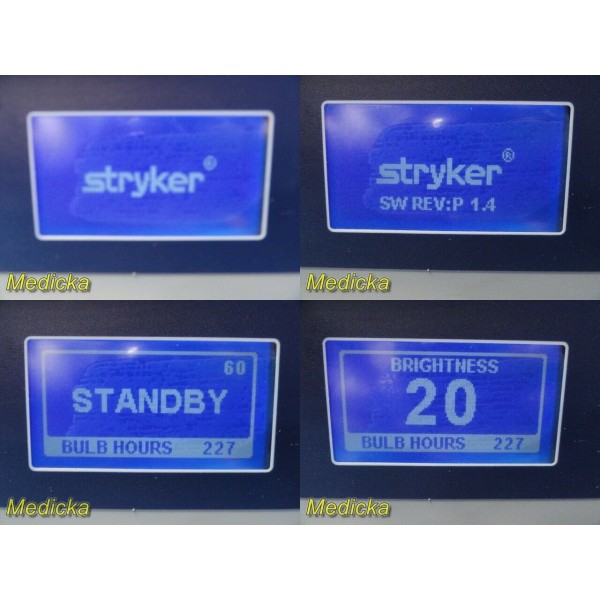 stryker®
Medicka
stryker®
SW REV:P 1.4
Medicka
60
STANDBY
BULB HOURS 227
Medicka
BRIGHTNESS
20
BULB HOURS 227
Medicka